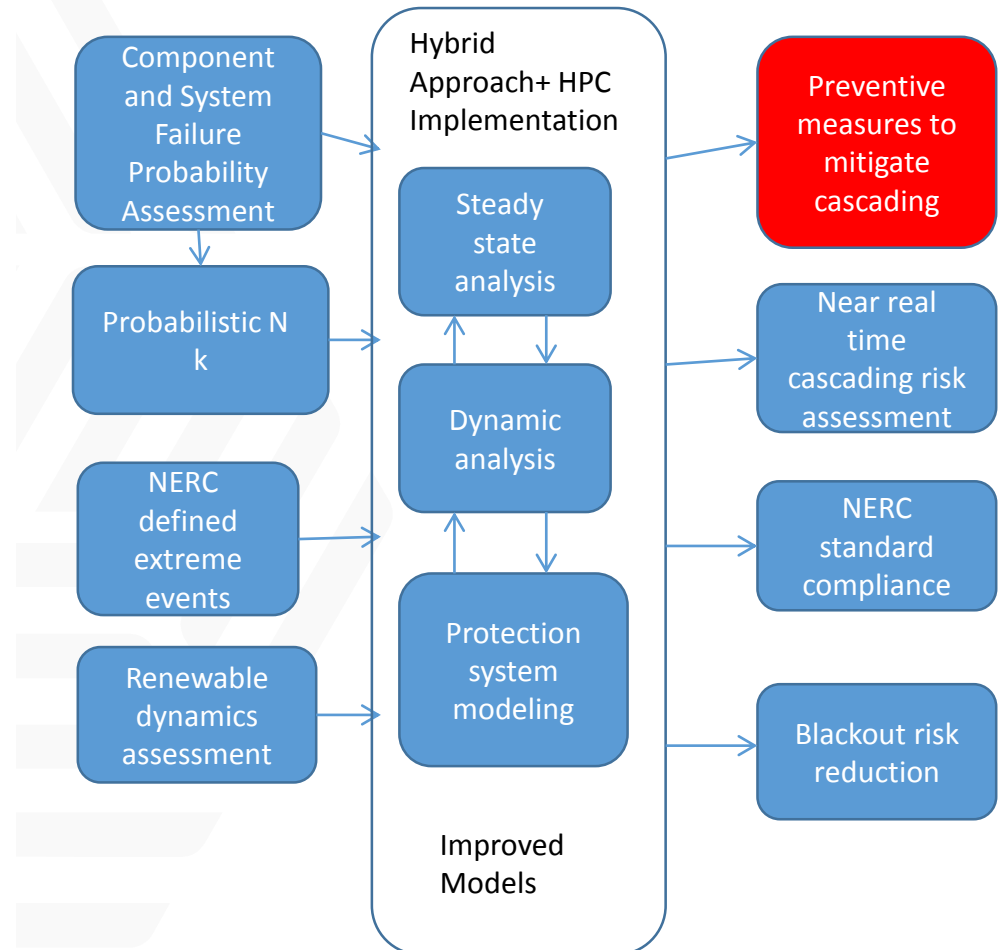 Component
and System
Failure
Probability
Assessment
Probabilistic N
k
NERC
defined
extreme
events
Renewable
dynamics
assessment
Hybrid
Approach+ HPC
Implementation
Steady
state
analysis
Dynamic
analysis
Protection
system
modeling
Improved
Models
Preventive
measures to
mitigate
cascading
Near real
time
cascading risk
assessment
NERC
standard
compliance
Blackout risk
reduction